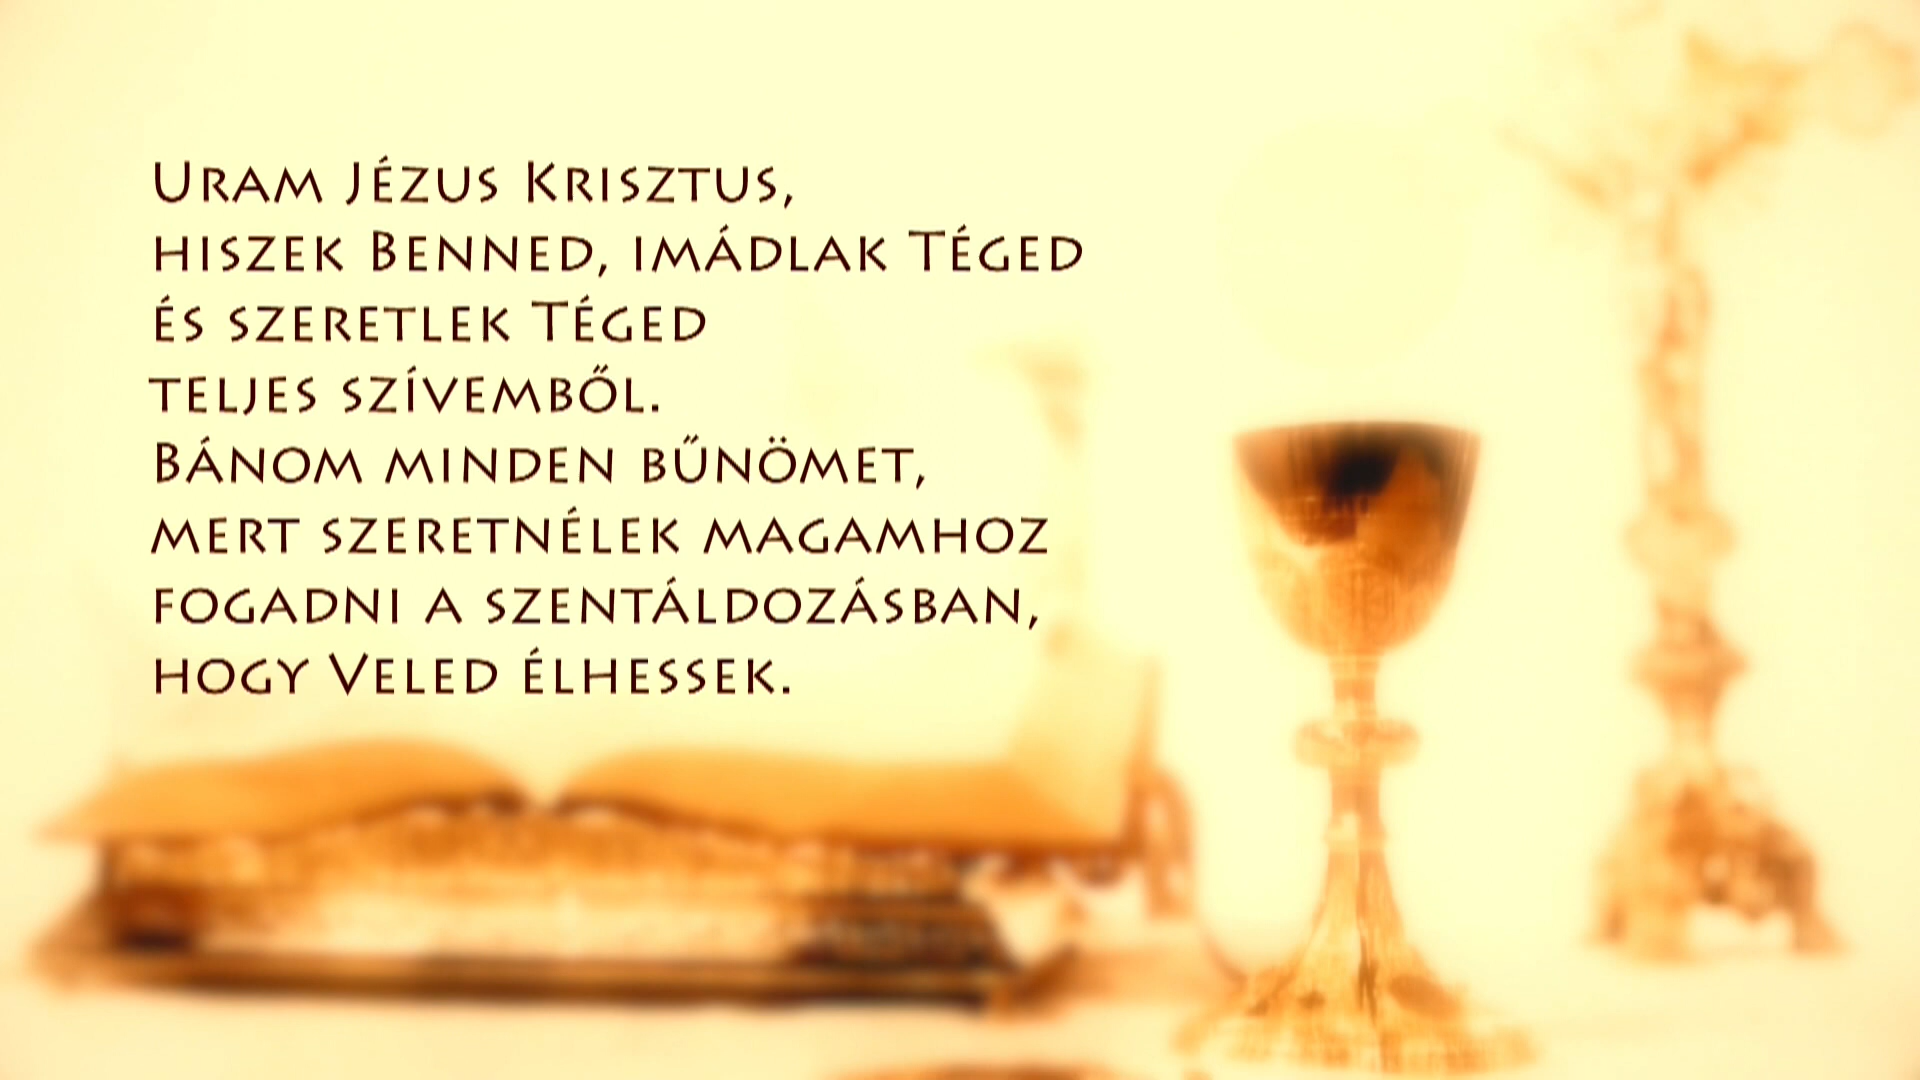 Uram Jézus Krisztus,
hiszek Benned, imádlak Téged
és szeretlek Téged
teljes szívemből.
Bánom minden bűnömet,
mert szeretnélek magamhoz
fogadni a szentáldozásban,
hogy Veled élhessek.